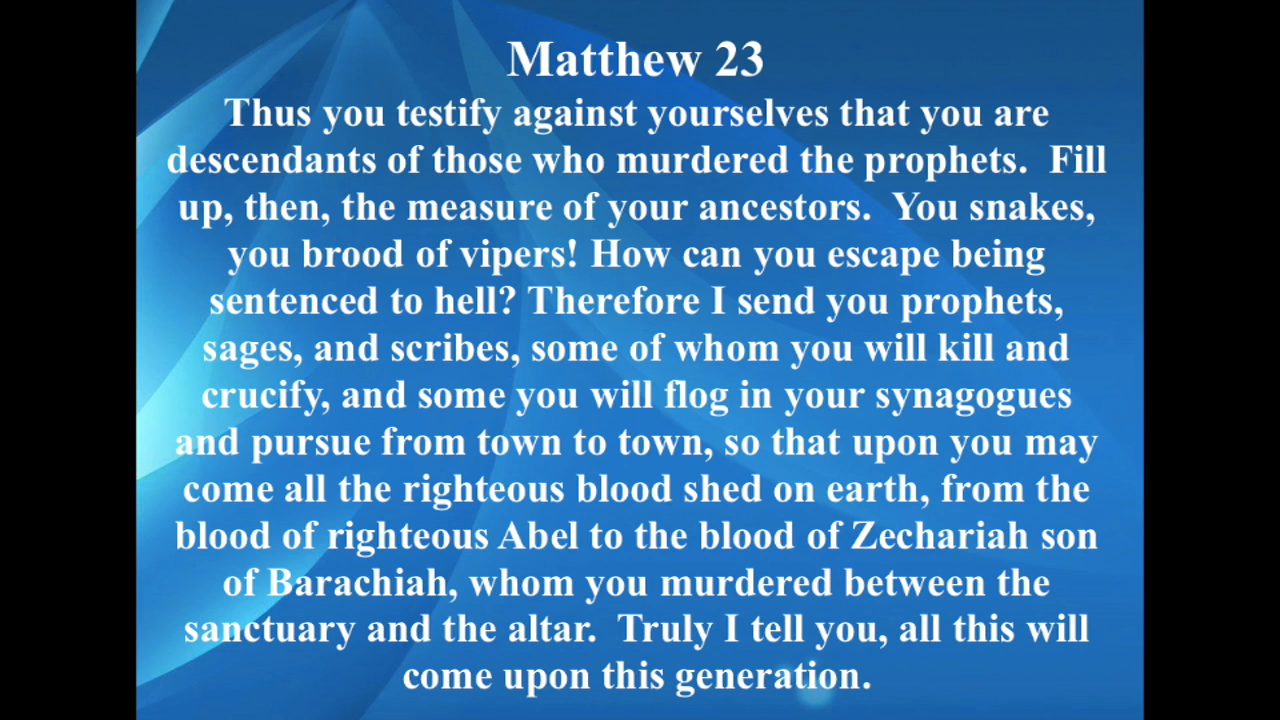 Matthew 23
Thus you testify against yourselves that you are
descendants of those who murdered the prophets.  Fill
up, then, the measure of your ancestors.  You snakes,
you brood of vipers! How can you escape being
sentenced to hell? Therefore I send you prophets,
sages, and scribes, some of whom you will kill and
crucify, and some you will flog in your synagogues
and pursue from town to town, so that upon you may
come all the righteous blood shed on earth, from the
blood of righteous Abel to the blood of Zechariah son
of Barachiah, whom you murdered between the
sanctuary and the altar.  Truly I tell you, all this will
come upon this generation.